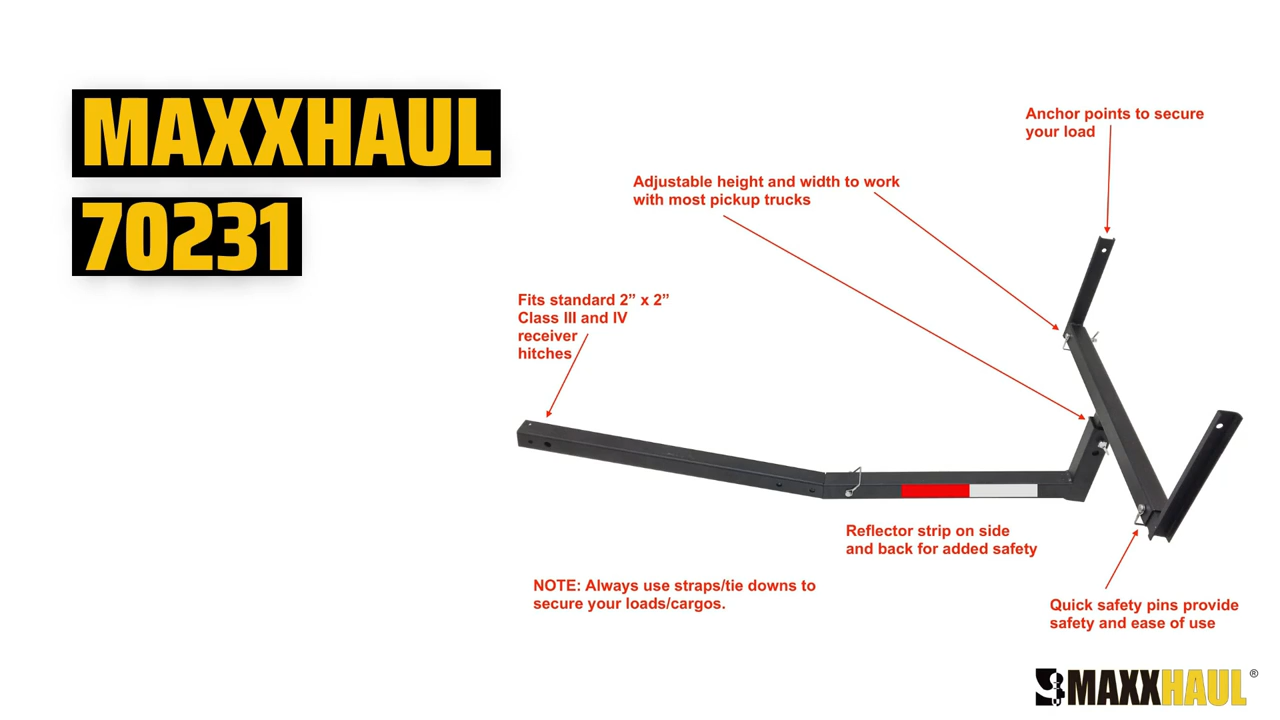 MAXXHAUL
70231
Anchor points to secure
your load
Adjustable height and width to work
with most pickup trucks
Fits standard 2” x 2”
Class III and IV
receiver
hitches
Reflector strip on side
and back for added safety
NOTE: Always use straps/tie downs to
secure your loads/cargos.
Quick safety pins provide
safety and ease of use
MAXXHAUL®